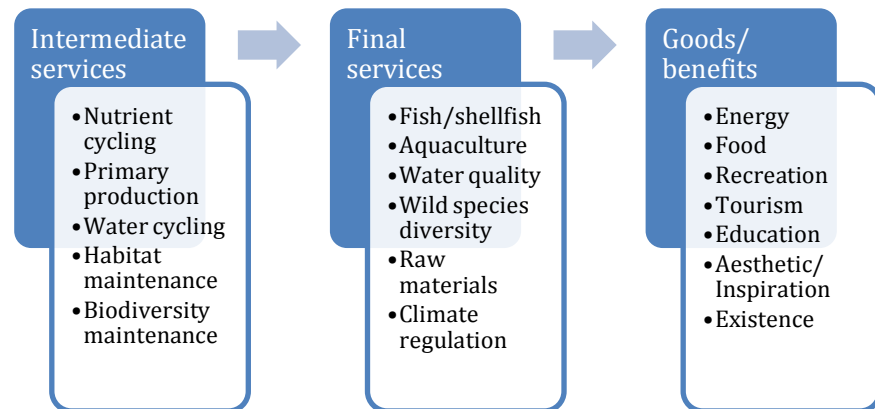 Intermediate
services
•Nutrient
cycling
•Primary
production
•Water cycling
•Habitat
maintenance
•Biodiversity
maintenance
Final
services
•Fish/shellfish
•Aquaculture
•Water quality
•Wild species
diversity
•Raw
materials
•Climate
regulation
Goods/
benefits
•Energy
•Food
•Recreation
•Tourism
•Education
•Aesthetic/
Inspiration
•Existence